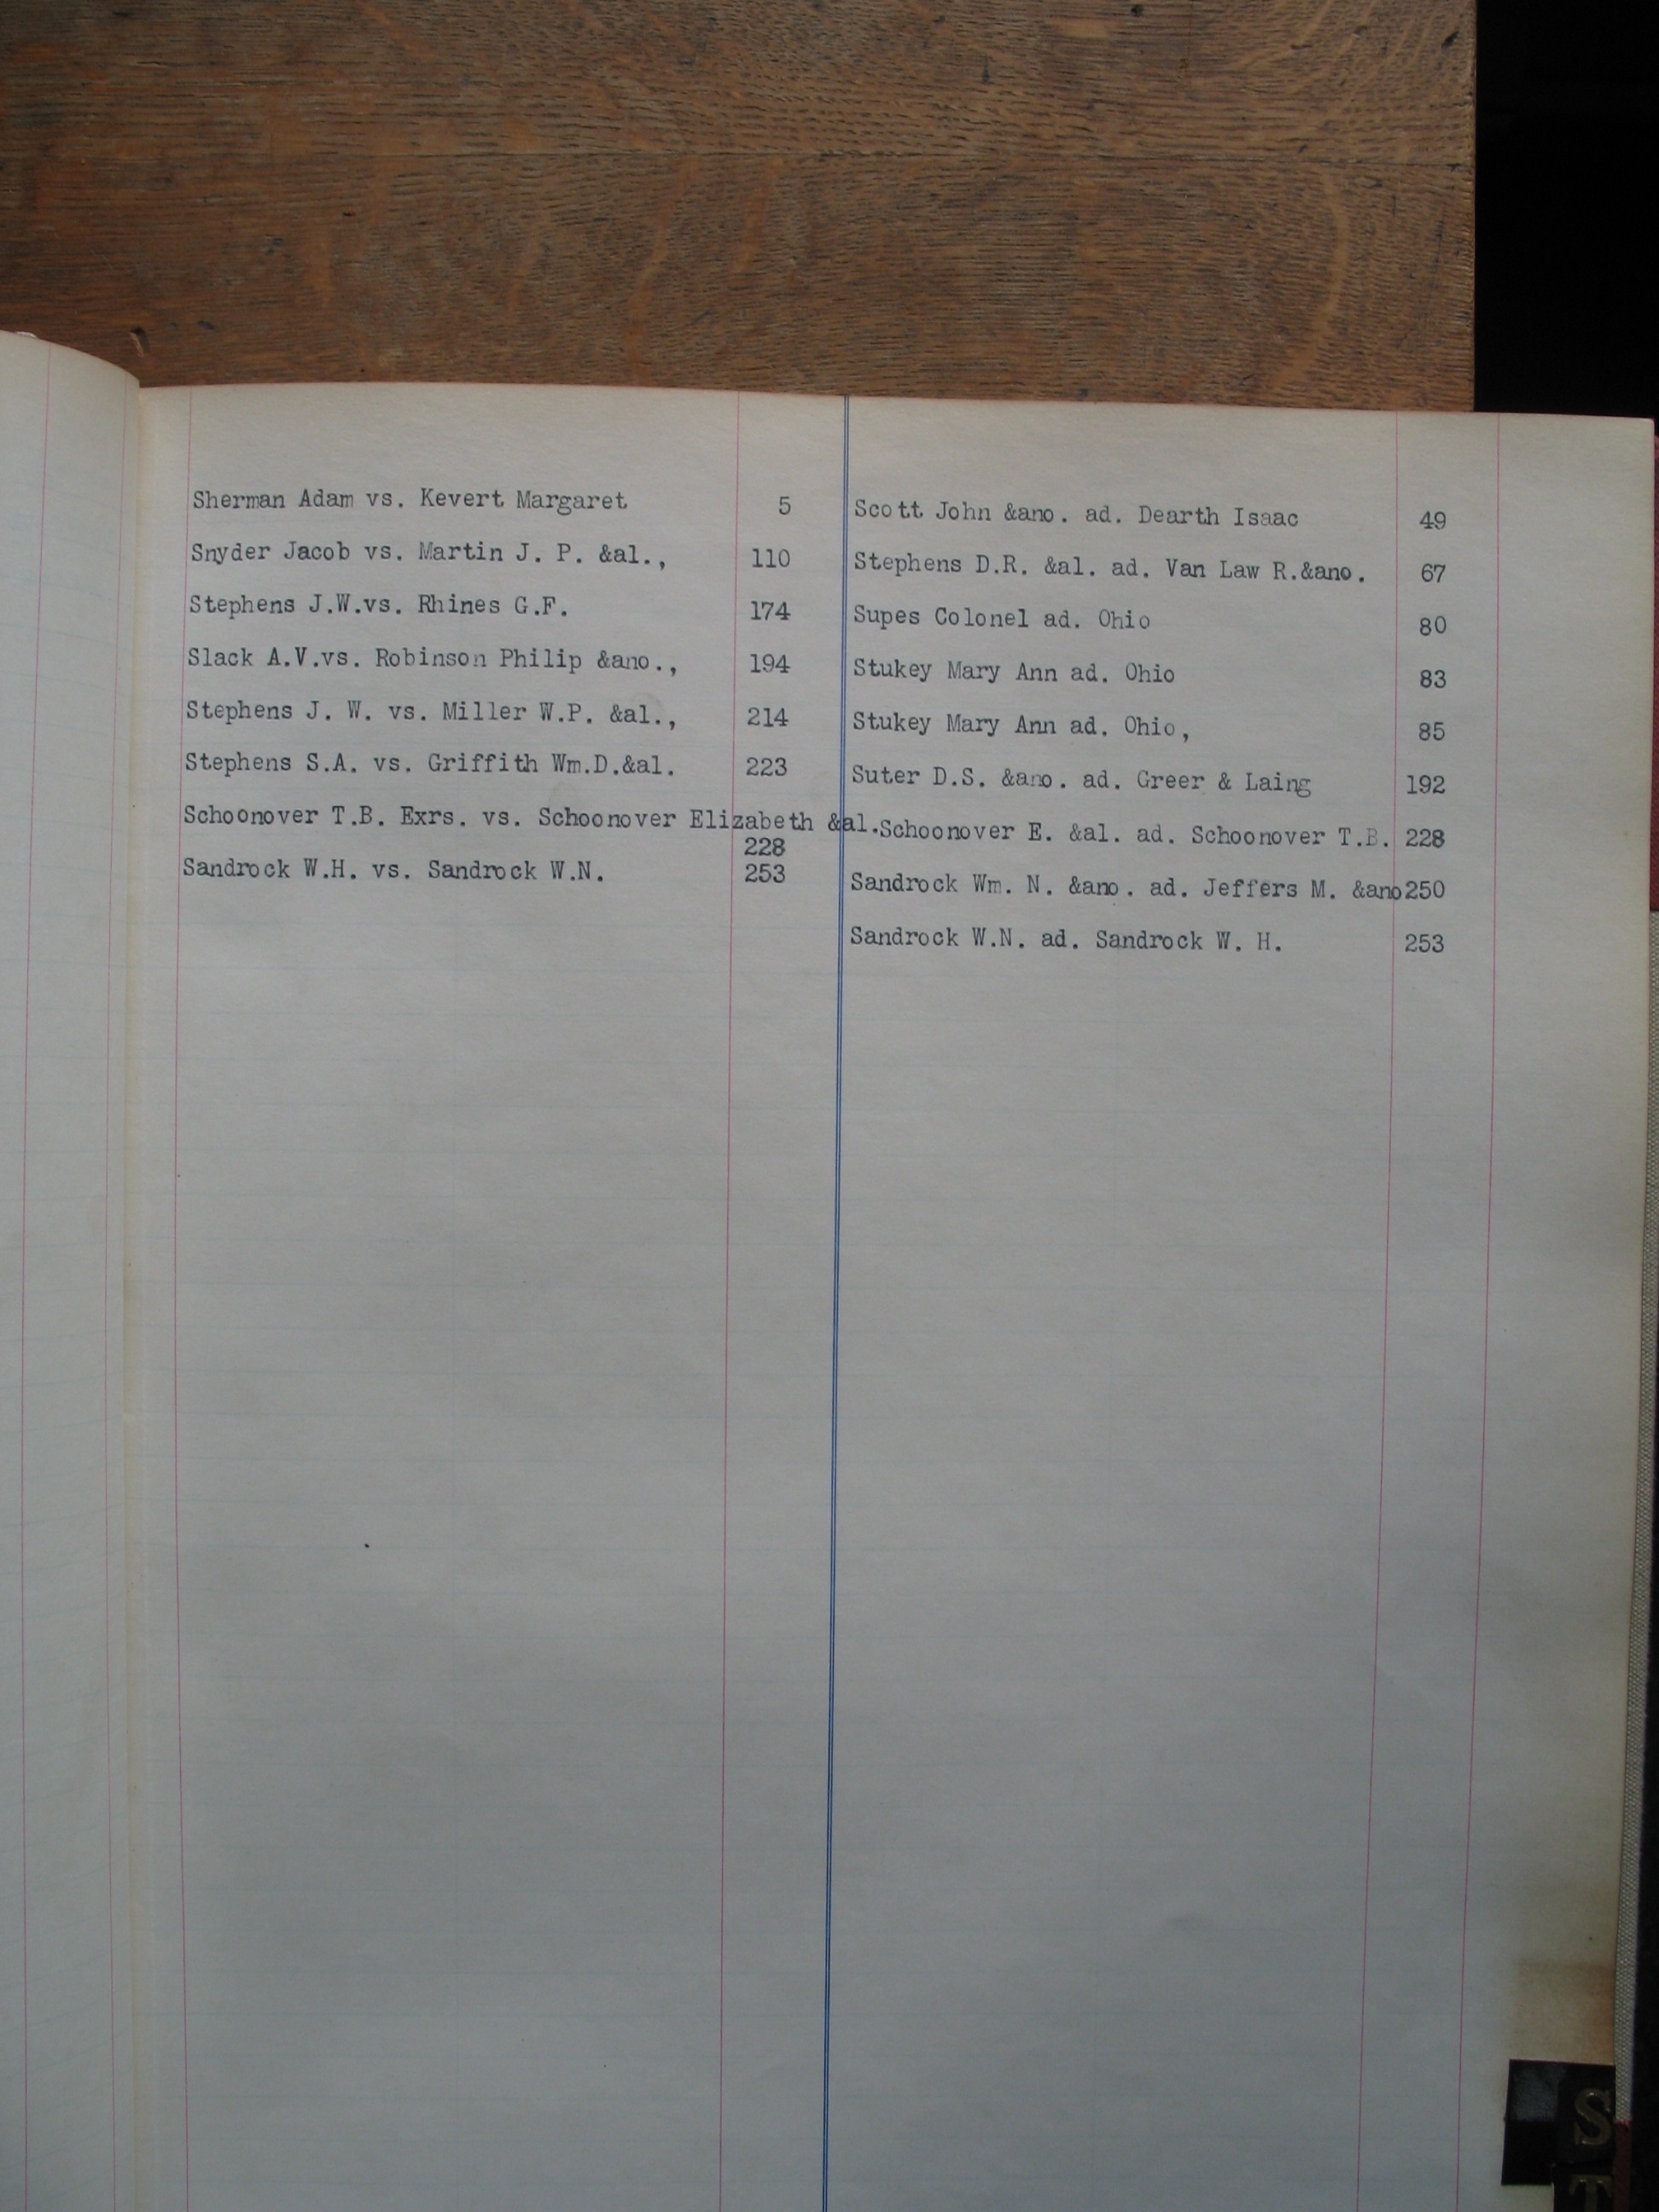 Sherman Adam vs. Kevert Margaret 5
Snyder Jacob vs. Martin J. P. &al., 110
Stephens J.W.vs. Rhines G.F. 174
Slack A.V.vs. Robinson Philip &ano., 194
Stephens J. W. vs. Miller W.P. &al., 214
Stephens S.A. vs. Griffith Wm.D.&al. 223
Schoonover T.B. Exrs. vs. Schoonover Elizabeth &al.
228
Sandrock W.H. vs. Sandrock W.N. 253
Scott John &ano. ad. Dearth Isaac 49
Stephens D.R. &al. ad. Van Law R.&ano. 67
Supes Colonel ad. Ohio 80
Stukey Mary Ann ad. Ohio 83
Stukey Mary Ann ad. Ohio, 85
Suter D.S. &ano. ad. Greer & Laing 192
Schoonover E. &al. ad. Schoonover T.B. 228
Sandrock Wm. N. &ano. ad. Jeffers M. &ano250
Sandrock W.N. ad. Sandrock W. H. 253
S
T